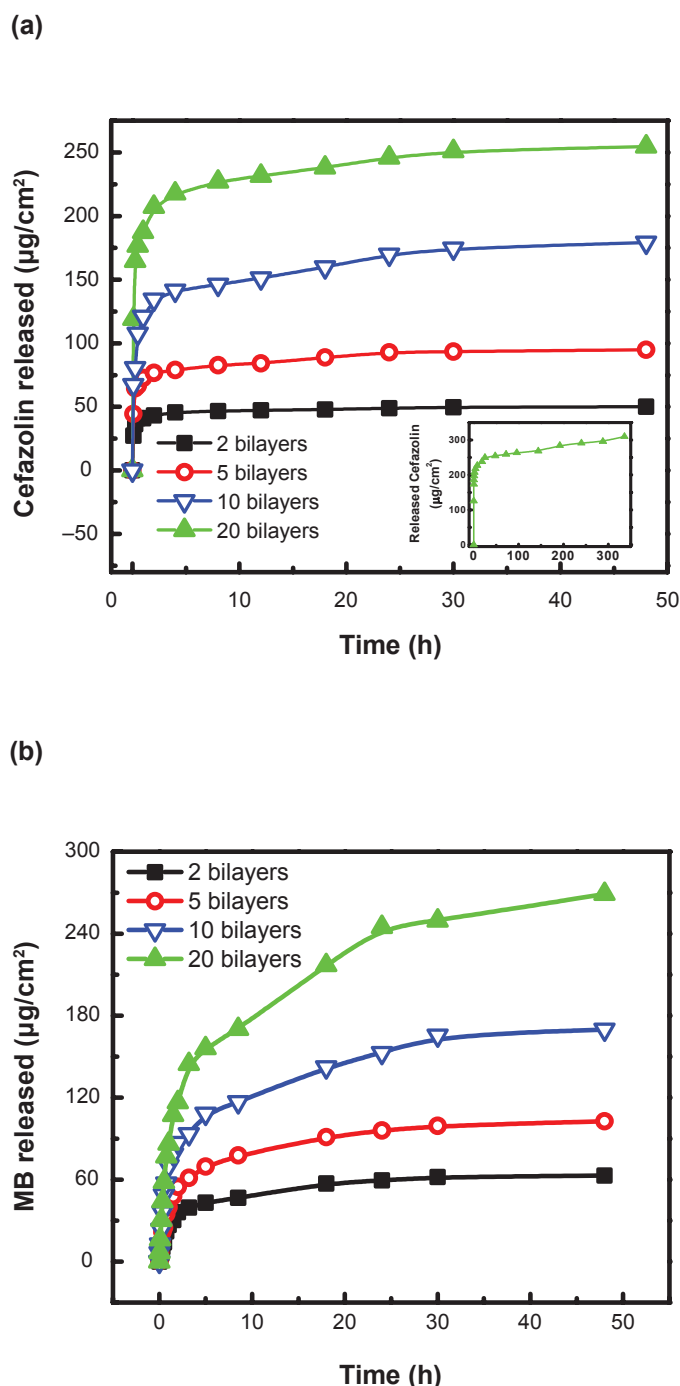 (a)
Cefazolin released (µg/cm²)
250
200
150
100
50
0
–50
2 bilayers
5 bilayers
10 bilayers
20 bilayers
Released Cefazolin
(µg/cm²)
300
200
100
0
0 100 200 300
0 10 20 30 40 50
Time (h)
(b)
MB released (µg/cm²)
300
240
180
120
60
0
2 bilayers
5 bilayers
10 bilayers
20 bilayers
0 10 20 30 40 50
Time (h)